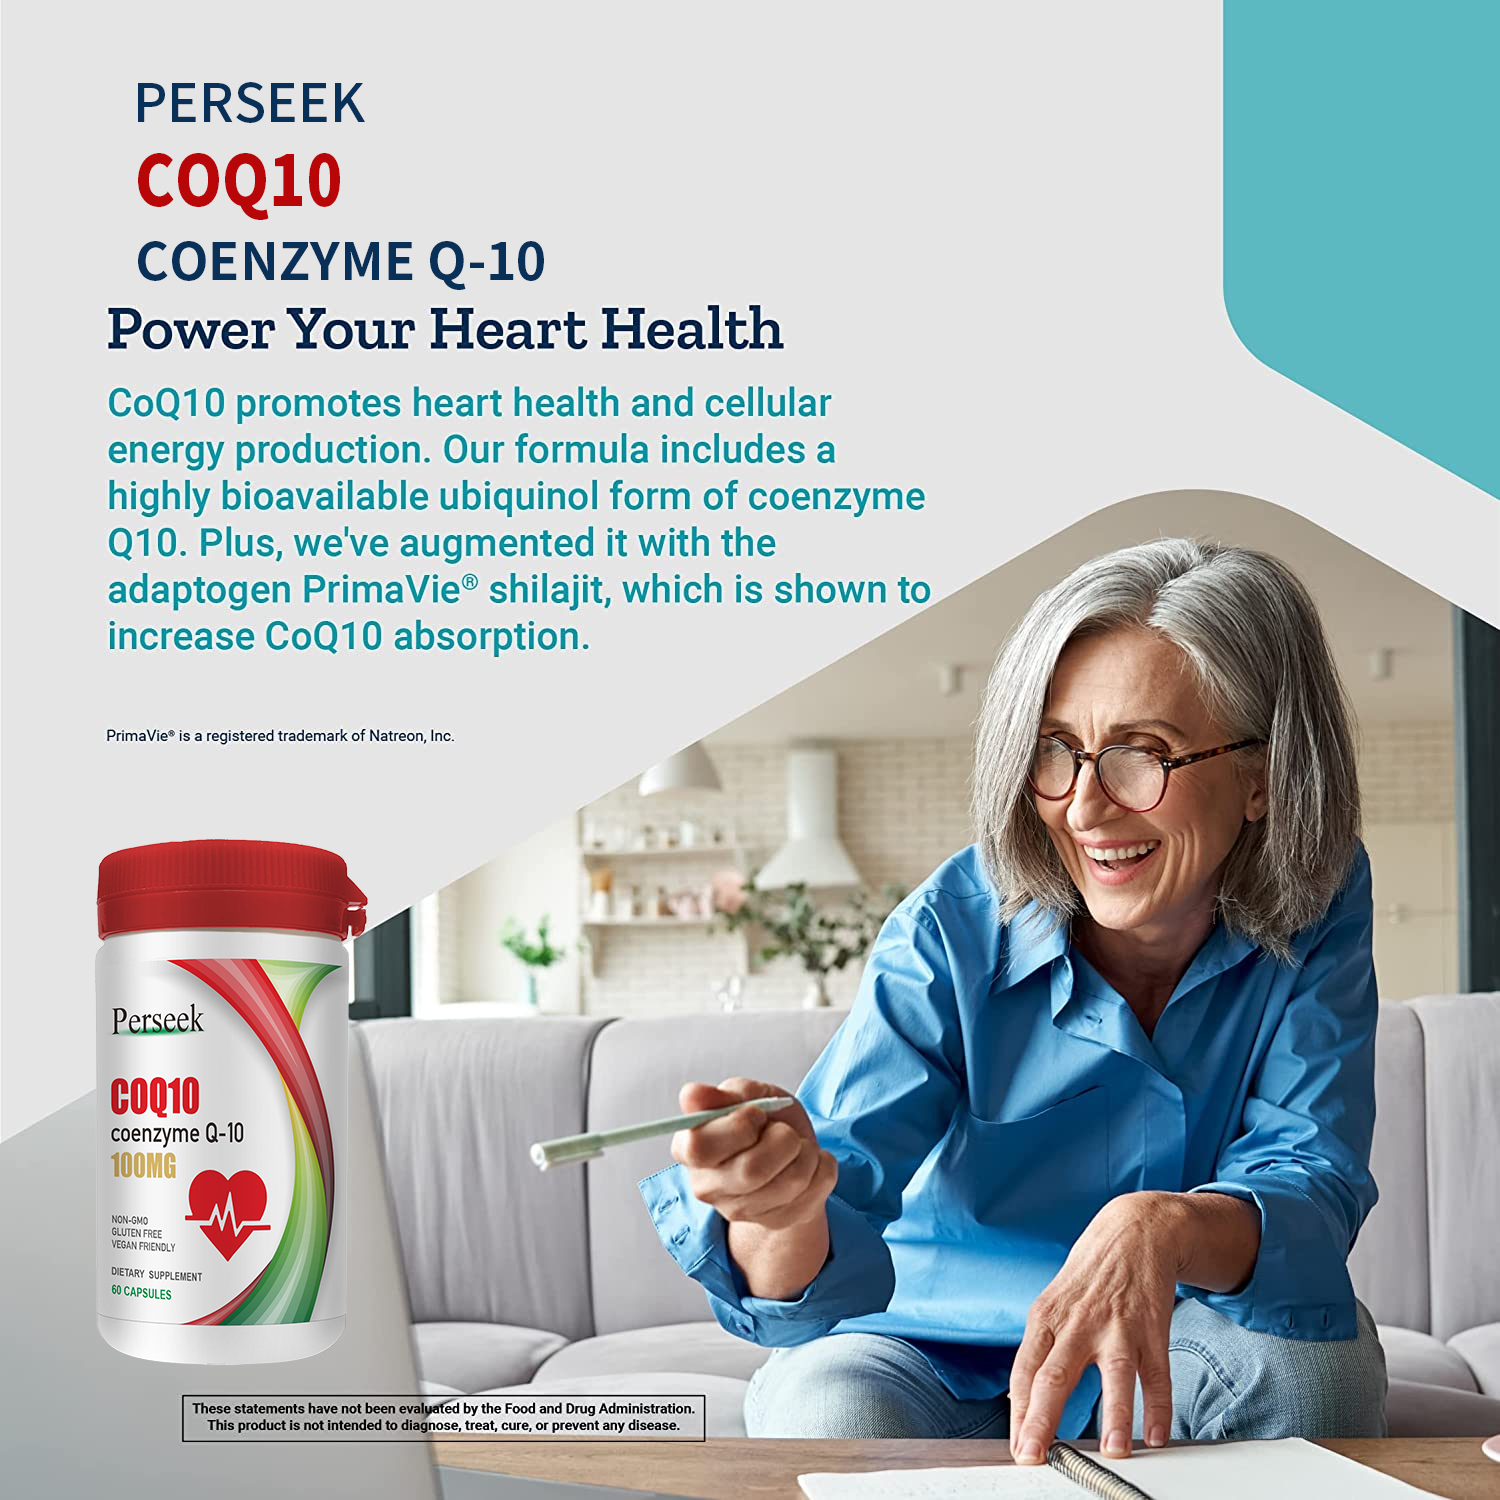 PERSEEK
COQ10
COENZYME Q-10
Power Your Heart Health
CoQ10 promotes heart health and cellular
energy production. Our formula includes a
highly bioavailable ubiquinol form of coenzyme
Q10. Plus, we've augmented it with the
adaptogen PrimaVie® shilajit, which is shown to
increase CoQ10 absorption.
PrimaVie® is a registered trademark of Natreon, Inc.
Perseek
COQ10
coenzyme Q-10
100MG
NON-GMO
GLUTEN FREE
VEGAN FRIENDLY
DIETARY SUPPLEMENT
60 CAPSULES
These statements have not been evaluated by the Food and Drug Administration.
This product is not intended to diagnose, treat, cure, or prevent any disease.